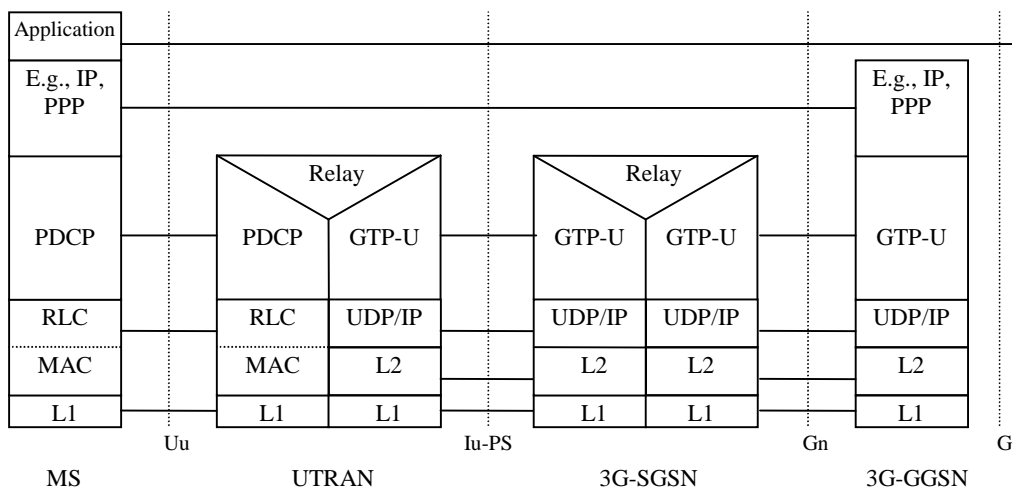 Application
E.g., IP,
PPP
E.g., IP,
PPP
Relay
Relay
PDCP
PDCP
GTP-U
GTP-U
GTP-U
GTP-U
RLC
RLC
UDP/IP
UDP/IP
UDP/IP
UDP/IP
MAC
MAC
L2
L2
L2
L2
L1
L1
L1
L1
L1
L1
Uu
Iu-PS
Gn
G
MS
UTRAN
3G-SGSN
3G-GGSN